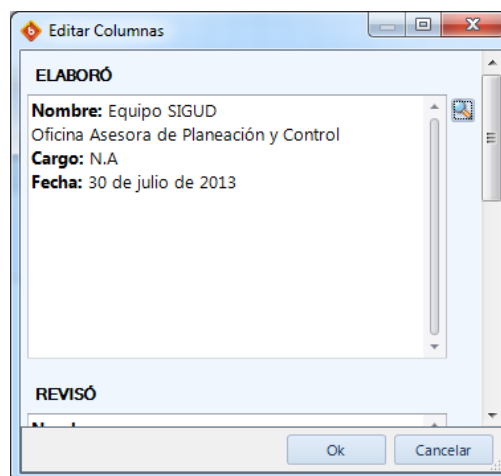 Editar Columnas
ELABORÓ
Nombre: Equipo SIGUD
Oficina Asesora de Planeación y Control
Cargo: N.A
Fecha: 30 de julio de 2013
REVISÓ
Ok Cancelar